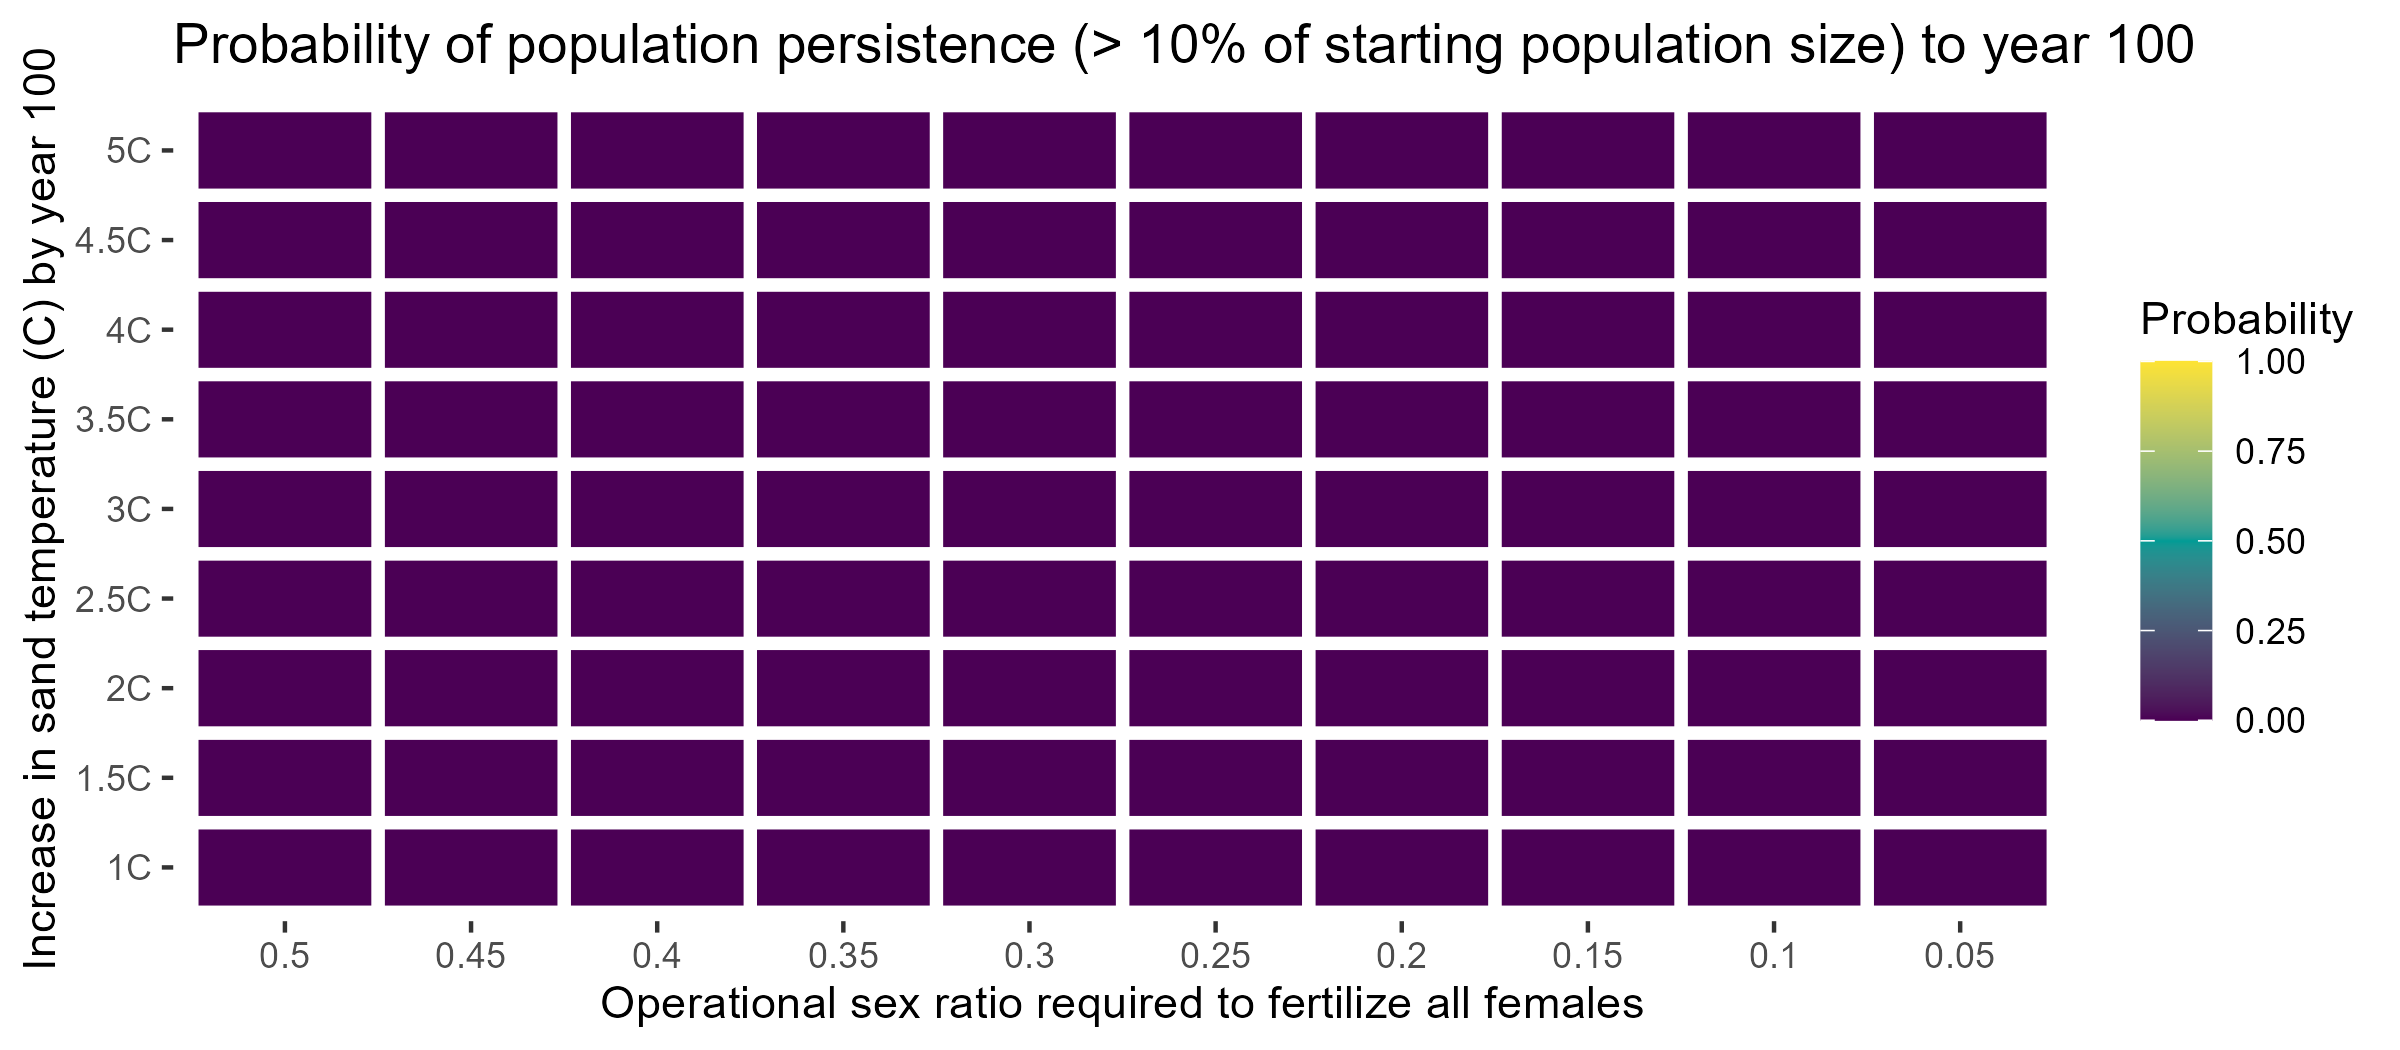 Probability of population persistence (> 10% of starting population size) to year 100
Increase in sand temperature (C) by year 100
5C
4.5C
4C
3.5C
3C
2.5C
2C
1.5C
1C
0.5 0.45 0.4 0.35 0.3 0.25 0.2 0.15 0.1 0.05
Operational sex ratio required to fertilize all females
Probability
1.00
0.75
0.50
0.25
0.00